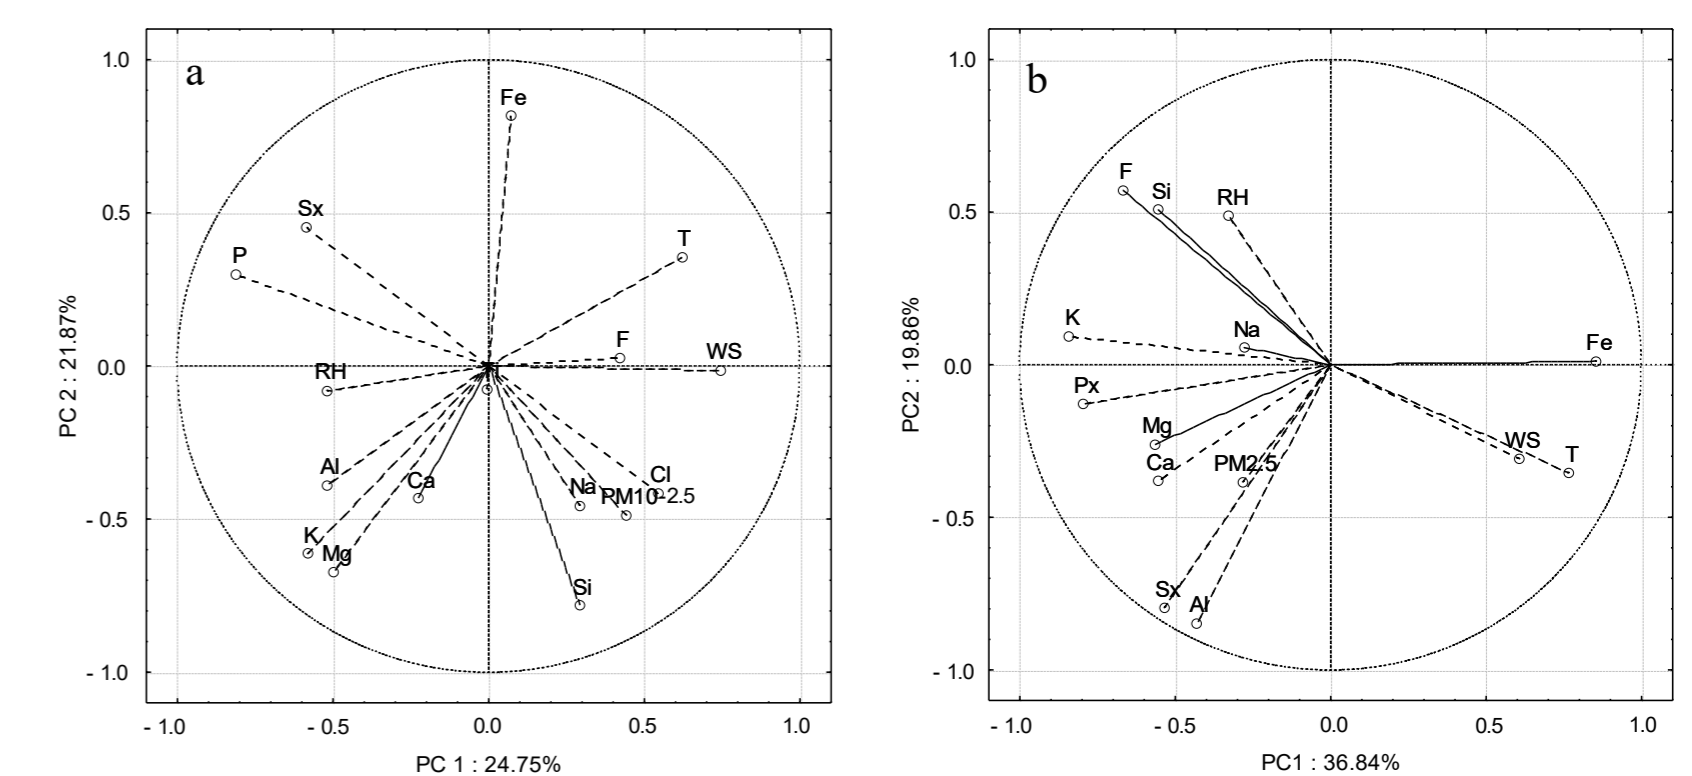 a
1.0
0.5
0.0
- 0.5
- 1.0
PC 2 : 21.87%
Fe
Sx
T
P
F
WS
RH
Al
Ca
Cl
Na
PM10-2.5
K
Mg
Si
- 1.0
- 0.5
0.0
0.5
1.0
PC 1 : 24.75%
b
1.0
0.5
0.0
- 0.5
- 1.0
PC2 : 19.86%
F
Si
RH
K
Na
Fe
Px
Mg
WS
Ca
PM2.5
T
Sx
Al
- 1.0
- 0.5
0.0
0.5
1.0
PC1 : 36.84%